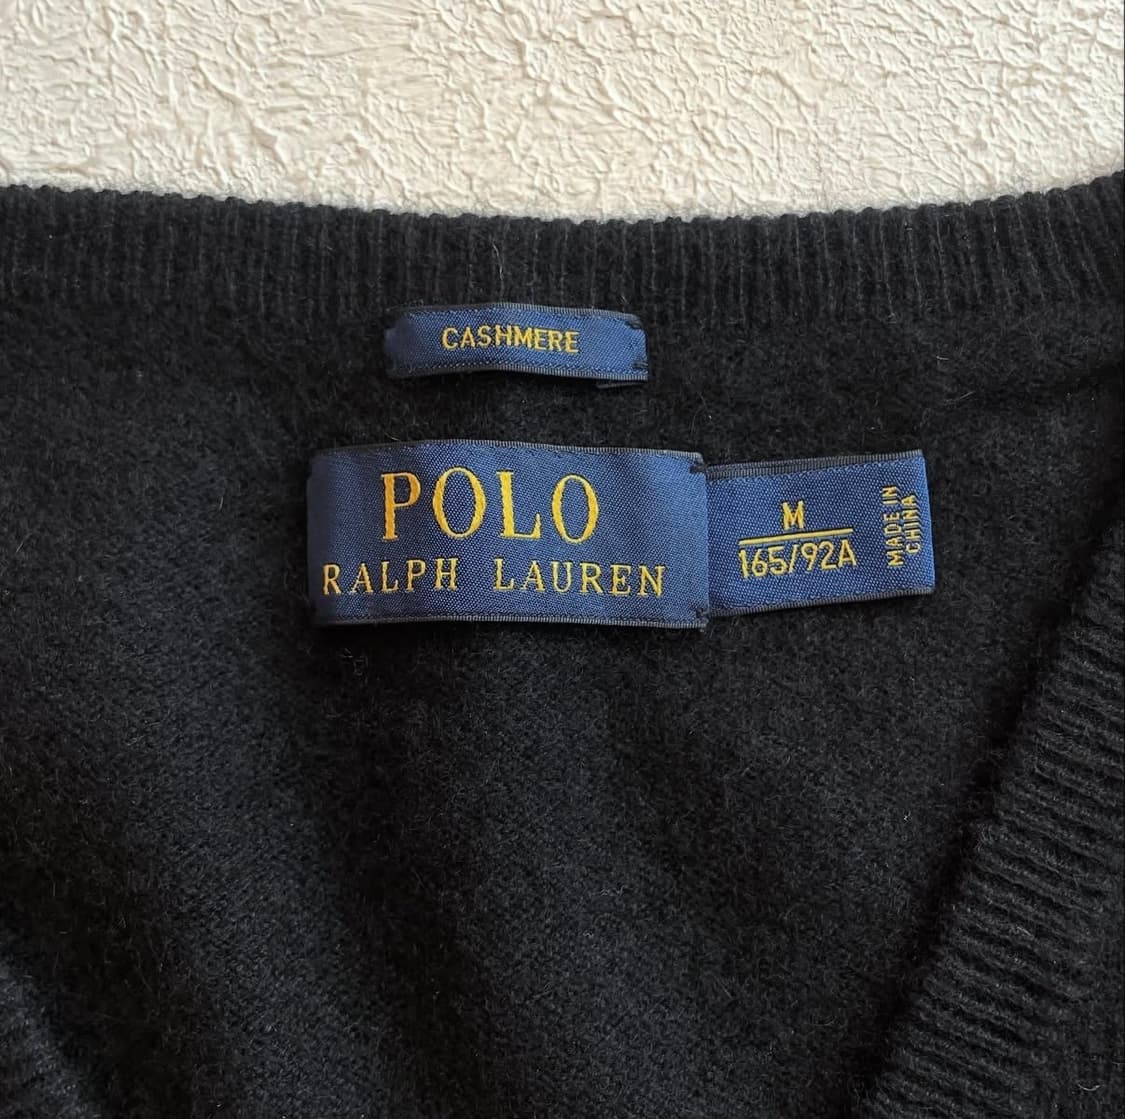 CASHMERE
POLO
RALPH LAUREN
M
165/92A
MADE IN
CHINA